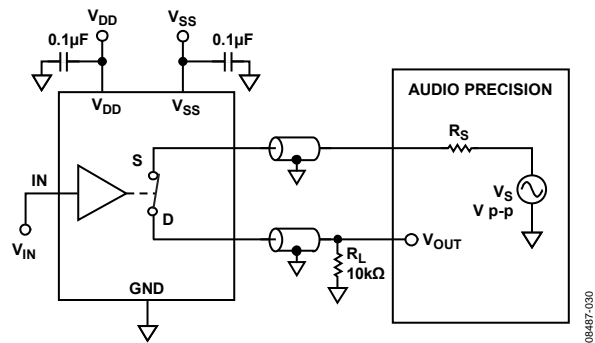 VDD
VSS
0.1µF
0.1µF
VDD
VSS
AUDIO PRECISION
RS
S
IN
VS
V p-p
D
VIN
VOUT
RL
10kΩ
GND
08487-030